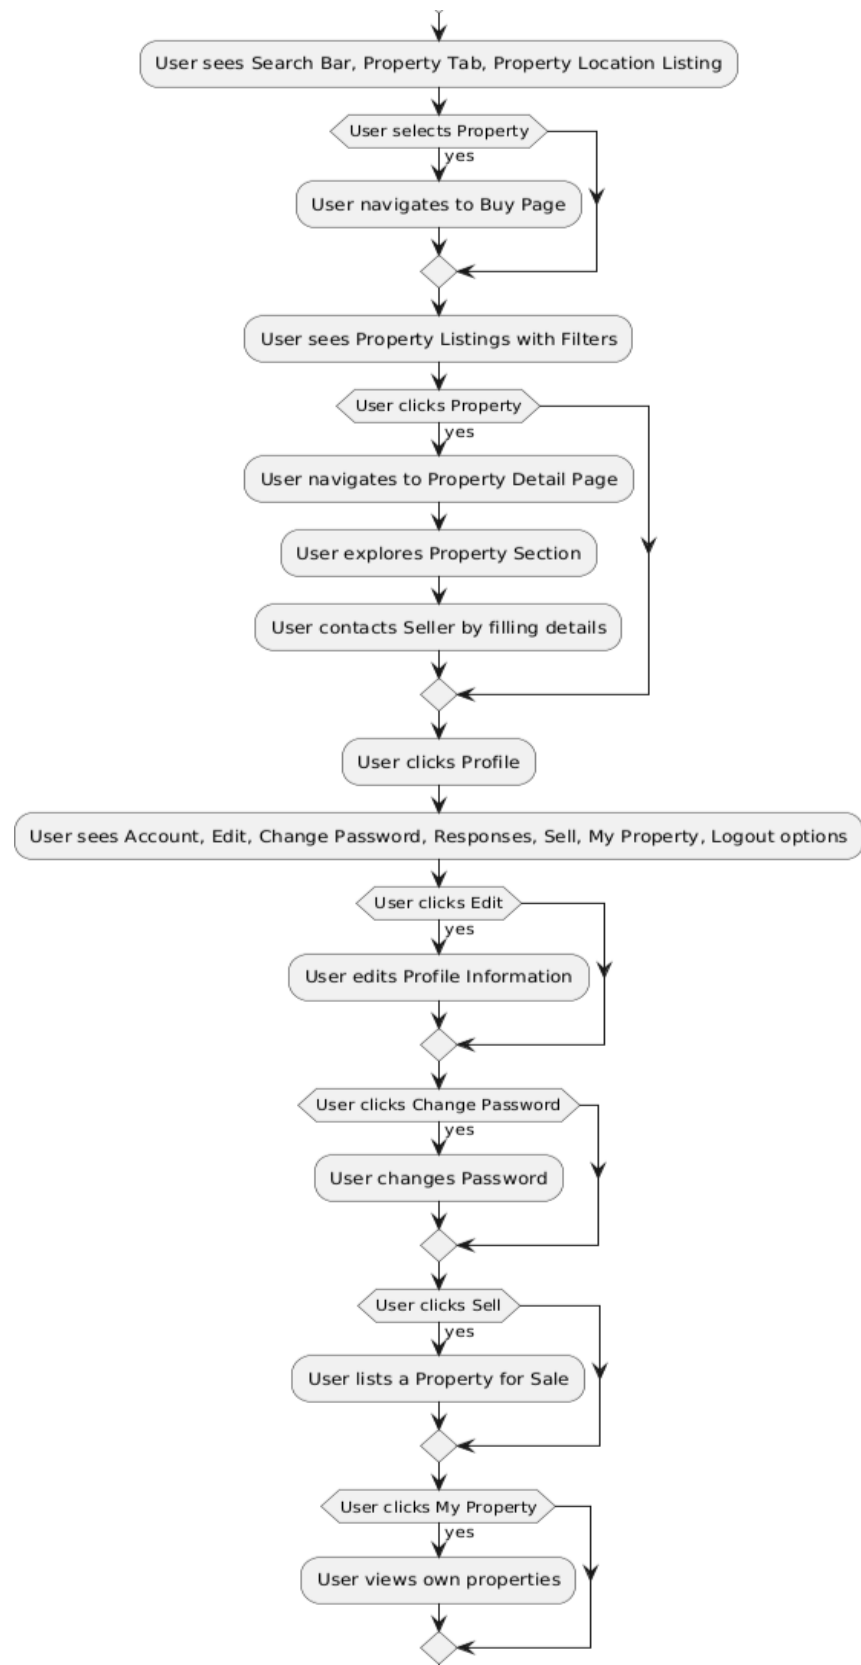 User sees Search Bar, Property Tab, Property Location Listing
User selects Property
yes
User navigates to Buy Page
User sees Property Listings with Filters
User clicks Property
yes
User navigates to Property Detail Page
User explores Property Section
User contacts Seller by filling details
User clicks Profile
User sees Account, Edit, Change Password, Responses, Sell, My Property, Logout options
User clicks Edit
yes
User edits Profile Information
User clicks Change Password
yes
User changes Password
User clicks Sell
yes
User lists a Property for Sale
User clicks My Property
yes
User views own properties